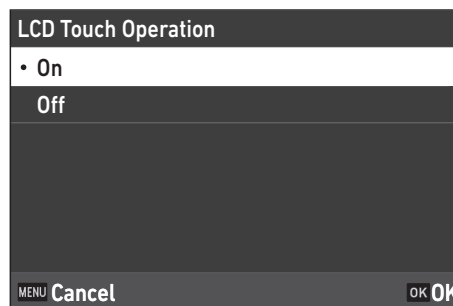 LCD Touch Operation
• On
Off
MENU Cancel
OK OK